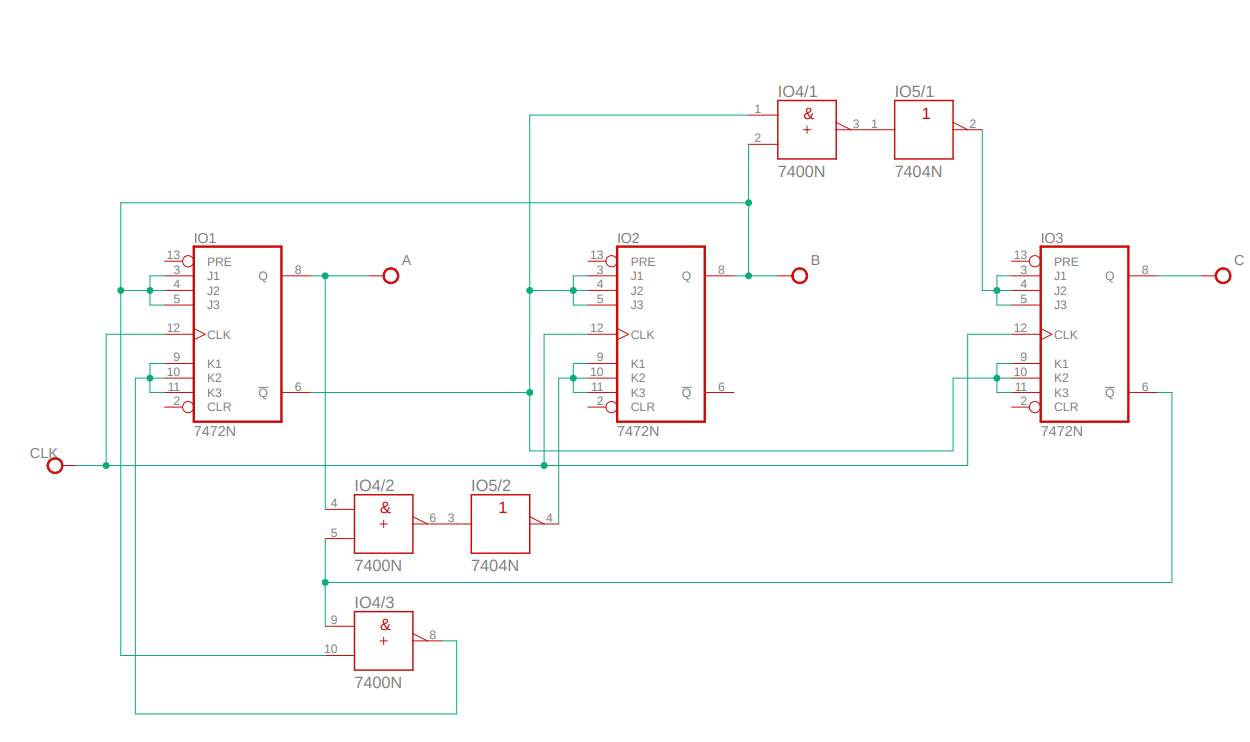 IO4/1
IO5/1
1
&
+
2
3
1
1
2
7400N
7404N
IO1
13
PRE
3
J1
4
J2
5
J3
12
CLK
9
K1
10
K2
11
K3
2
CLR
Q
8
Q̅
6
7472N
A
IO2
13
PRE
3
J1
4
J2
5
J3
12
CLK
9
K1
10
K2
11
K3
2
CLR
Q
8
Q̅
6
7472N
B
IO3
13
PRE
3
J1
4
J2
5
J3
12
CLK
9
K1
10
K2
11
K3
2
CLR
Q
8
Q̅
6
7472N
C
CLK
IO4/2
IO5/2
4
&
+
5
6
3
1
4
7400N
7404N
IO4/3
9
&
+
10
8
7400N